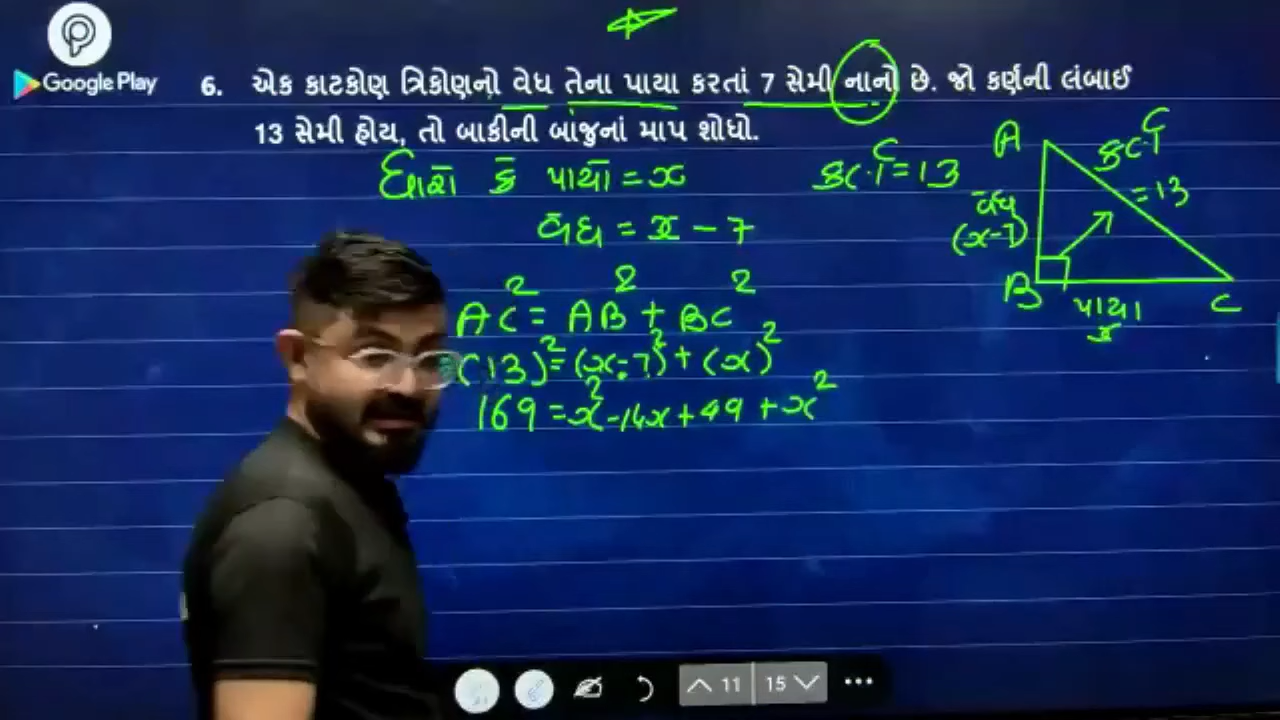 Google Play
6. એક કાટકોણ ત્રિકોણનો વેધ તેના પાયા કરતાં 7 સેમી નાનો છે. જો કર્ણની લંબાઈ
13 સેમી હોય, તો બાકીની બાજુનાં માપ શોધો.
ધારો કે પાયો = x
કર્ણ = 13
વેધ = x - 7
AC² = AB² + BC²
(13)² = (x-7)² + (x)²
169 = x² - 14x + 49 + x²
A
કર્ણ
= 13
વેધ
(x-7)
B
પાયા
x
C
11
15